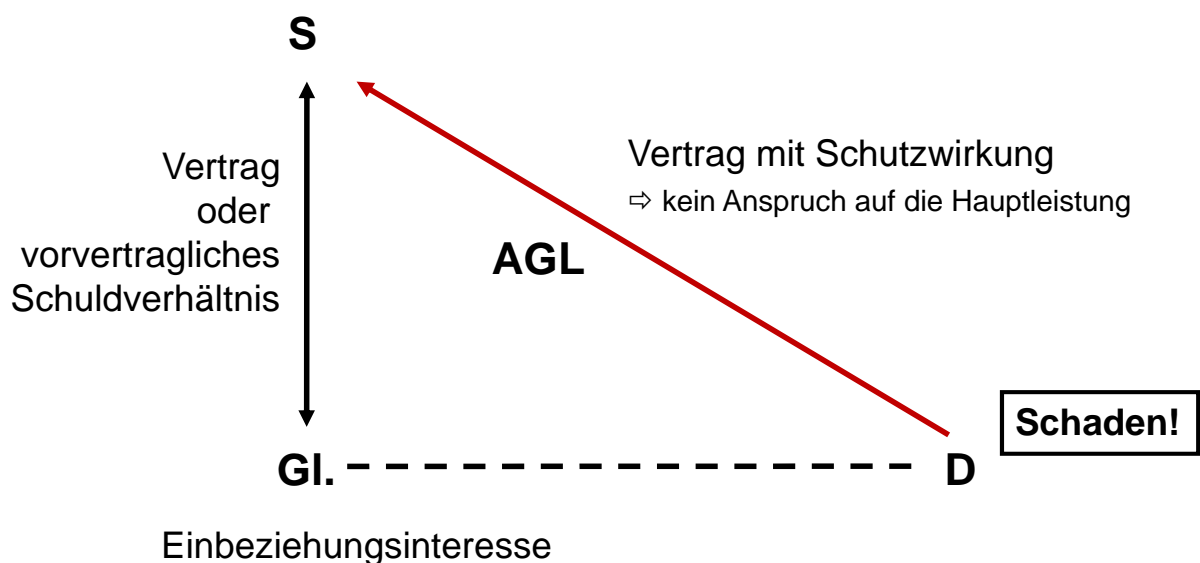 S
Vertrag
oder
vorvertragliches
Schuldverhältnis
Vertrag mit Schutzwirkung
⇨ kein Anspruch auf die Hauptleistung
AGL
Schaden!
Gl.
D
Einbeziehungsinteresse